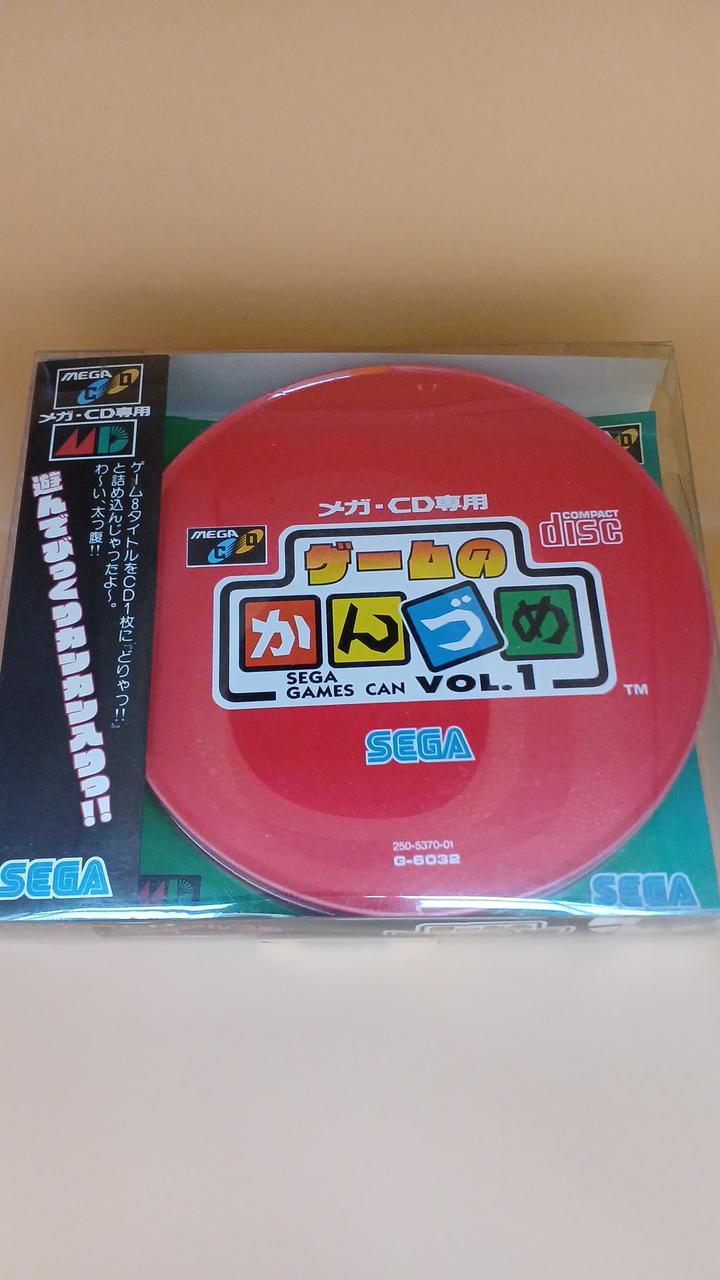 MEGA CD
メガ・CD専用
MD
ゲーム8タイトルをCD1枚に『どりゃっ!!』
と詰め込んじゃったよ〜。
わ〜い、太っ腹!!
遊んでびっくりカンカン入りっ!!
SEGA
メガ・CD専用
COMPACT
disc
MEGA CD
ゲームの
かんづめ
SEGA
GAMES CAN VOL.1
TM
SEGA
250-5370-01
G-6032
MD
SEGA